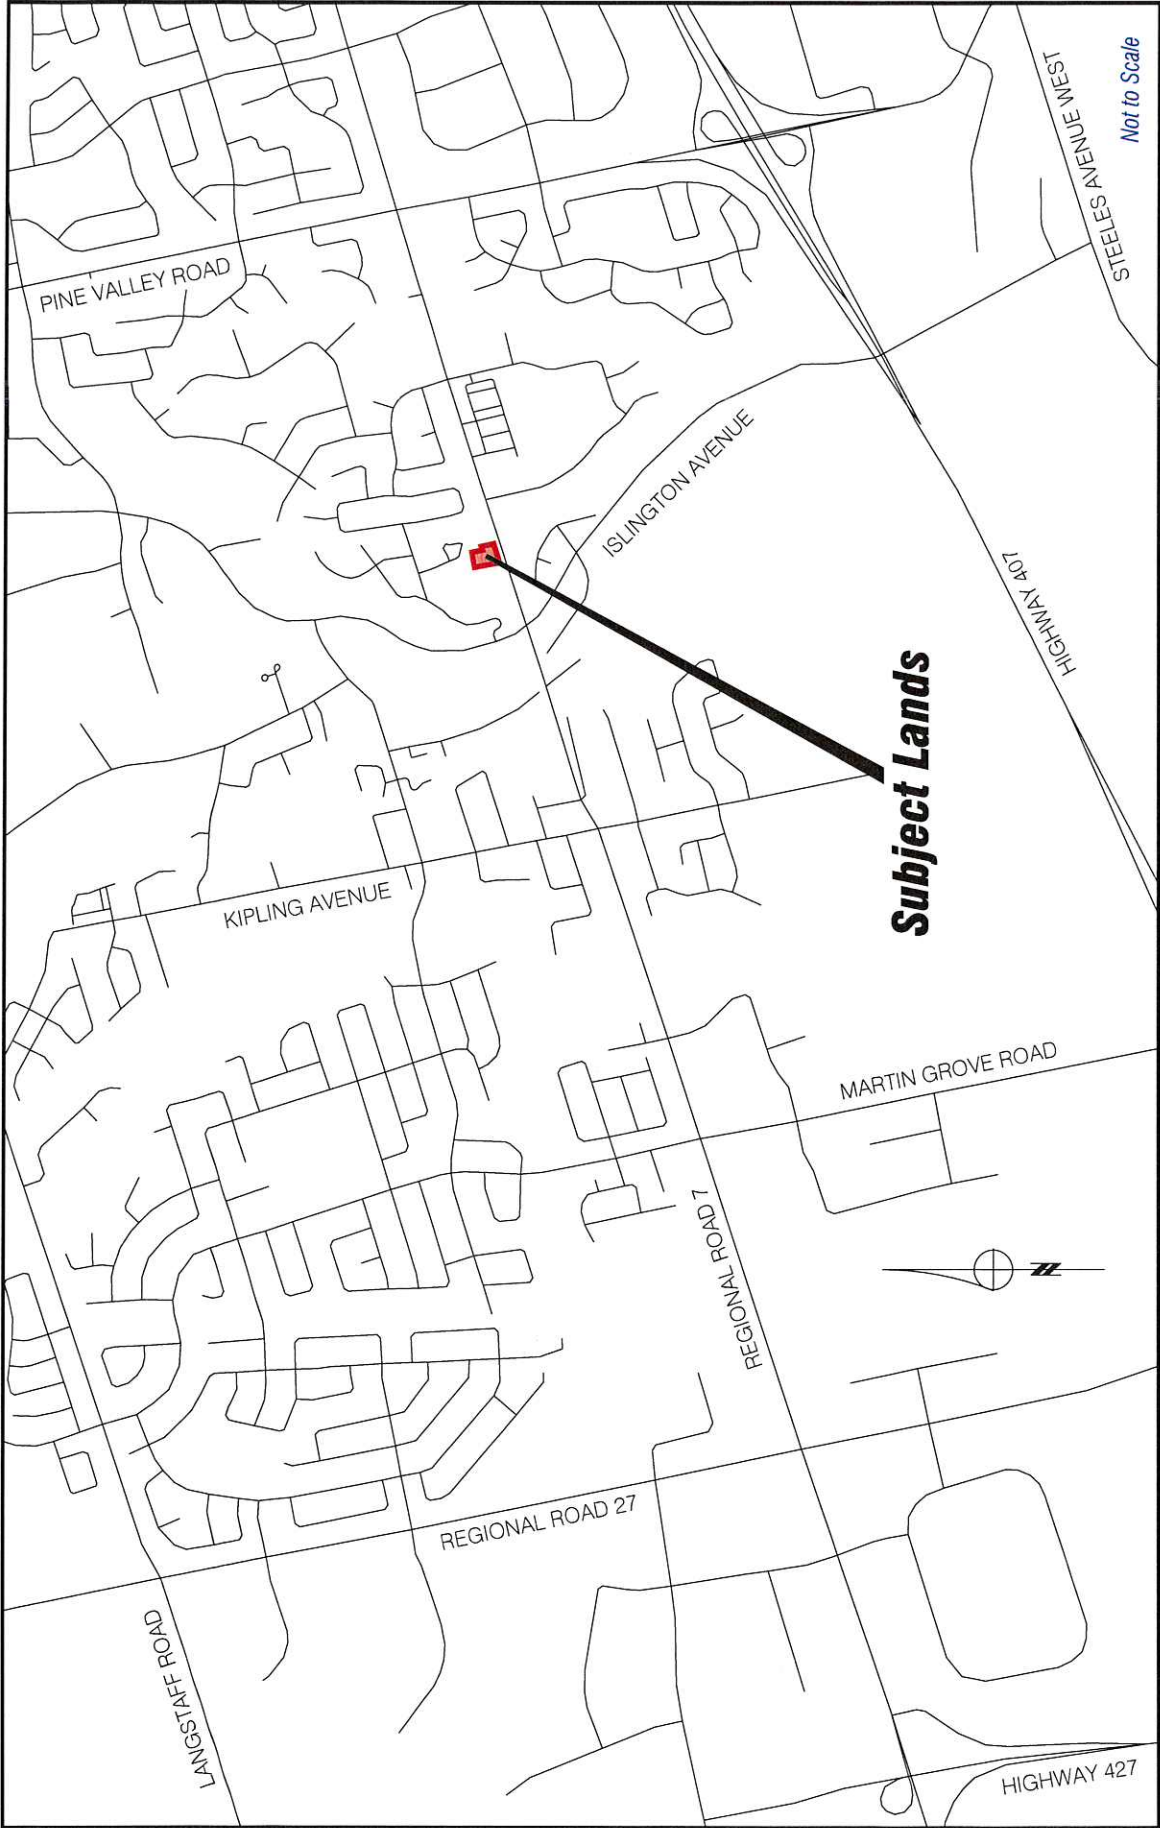 PINE VALLEY ROAD
STEELES AVENUE WEST
Not to Scale
ISLINGTON AVENUE
HIGHWAY 407
Subject Lands
KIPLING AVENUE
MARTIN GROVE ROAD
REGIONAL ROAD 7
N
REGIONAL ROAD 27
LANGSTAFF ROAD
HIGHWAY 427